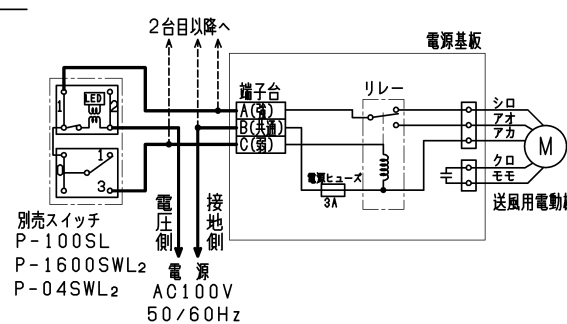 2台目以降へ
電源基板
端子台
リレー
A(強)
B(共通)
C(弱)
シロ
アオ
アカ
クロ
モモ
M
送風用電動機
電源ヒューズ
3A
LED
1
2
0
1
3
別売スイッチ
P-100SL
P-1600SWL2
P-04SWL2
電圧側
接地側
電源
AC100V
50/60Hz